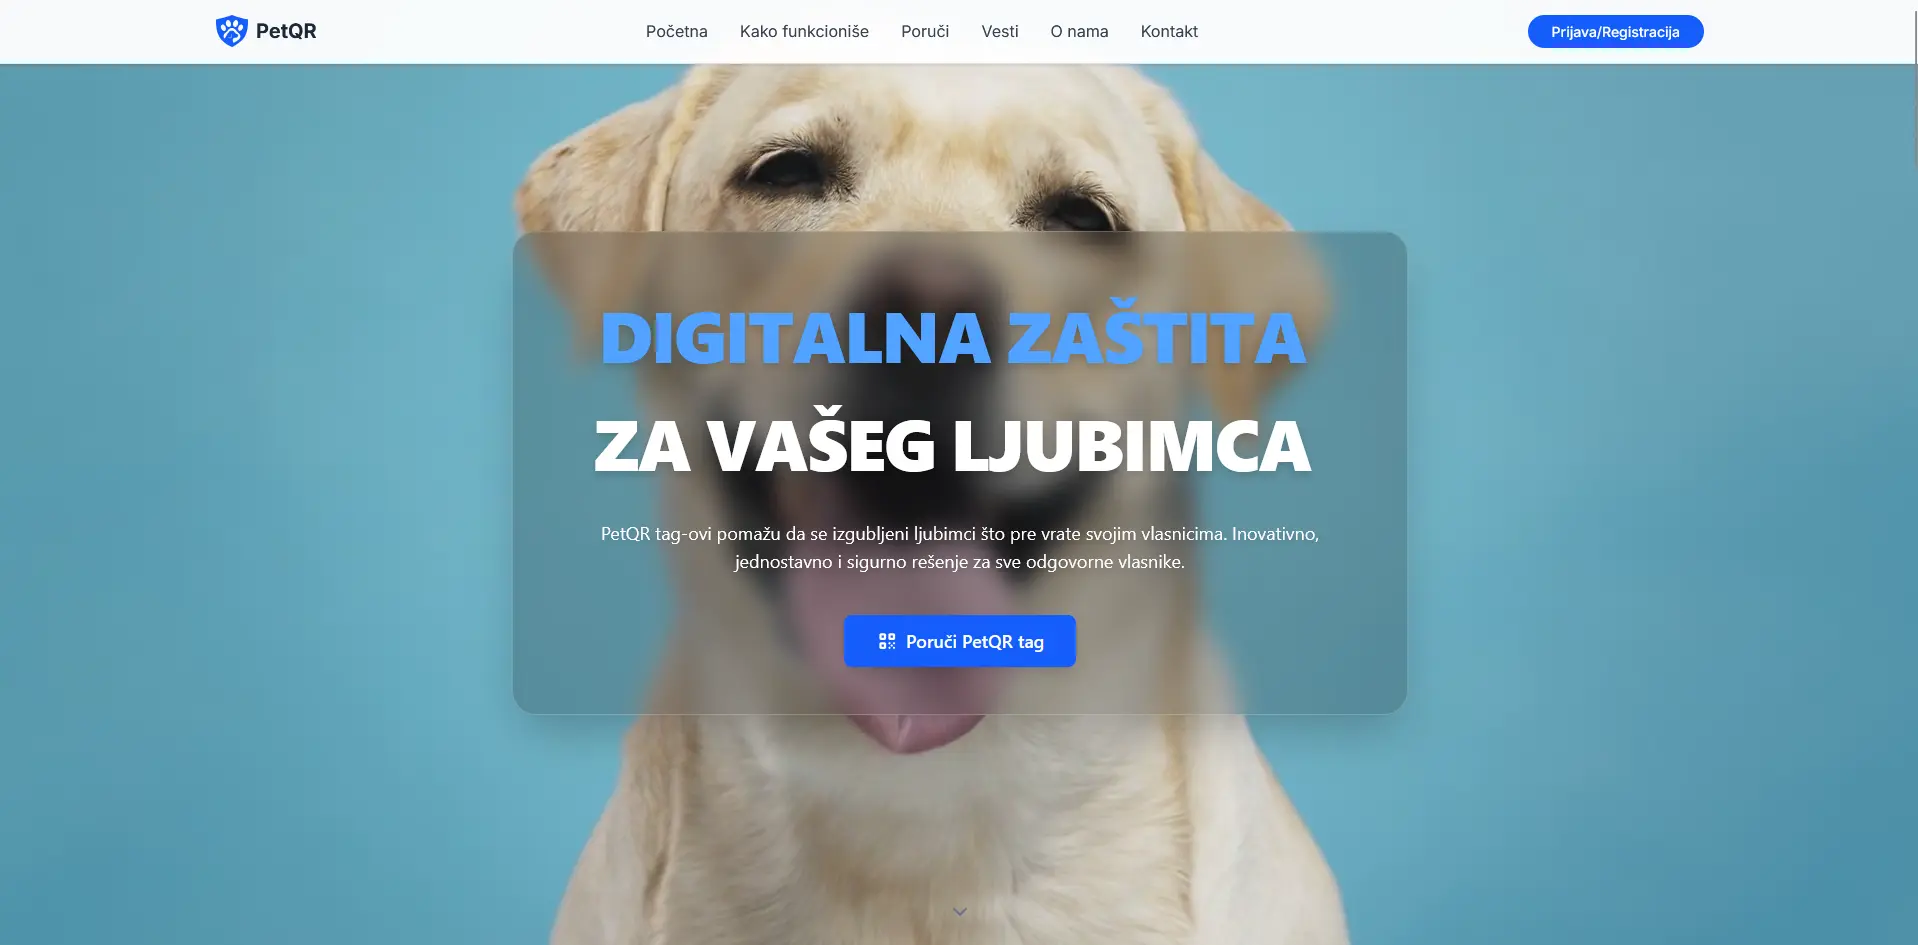 PetQR
Početna
Kako funkcioniše
Poruči
Vesti
O nama
Kontakt
Prijava/Registracija
DIGITALNA ZAŠTITA
ZA VAŠEG LJUBIMCA
PetQR tag-ovi pomažu da se izgubljeni ljubimci što pre vrate svojim vlasnicima. Inovativno,
jednostavno i sigurno rešenje za sve odgovorne vlasnike.
Poruči PetQR tag